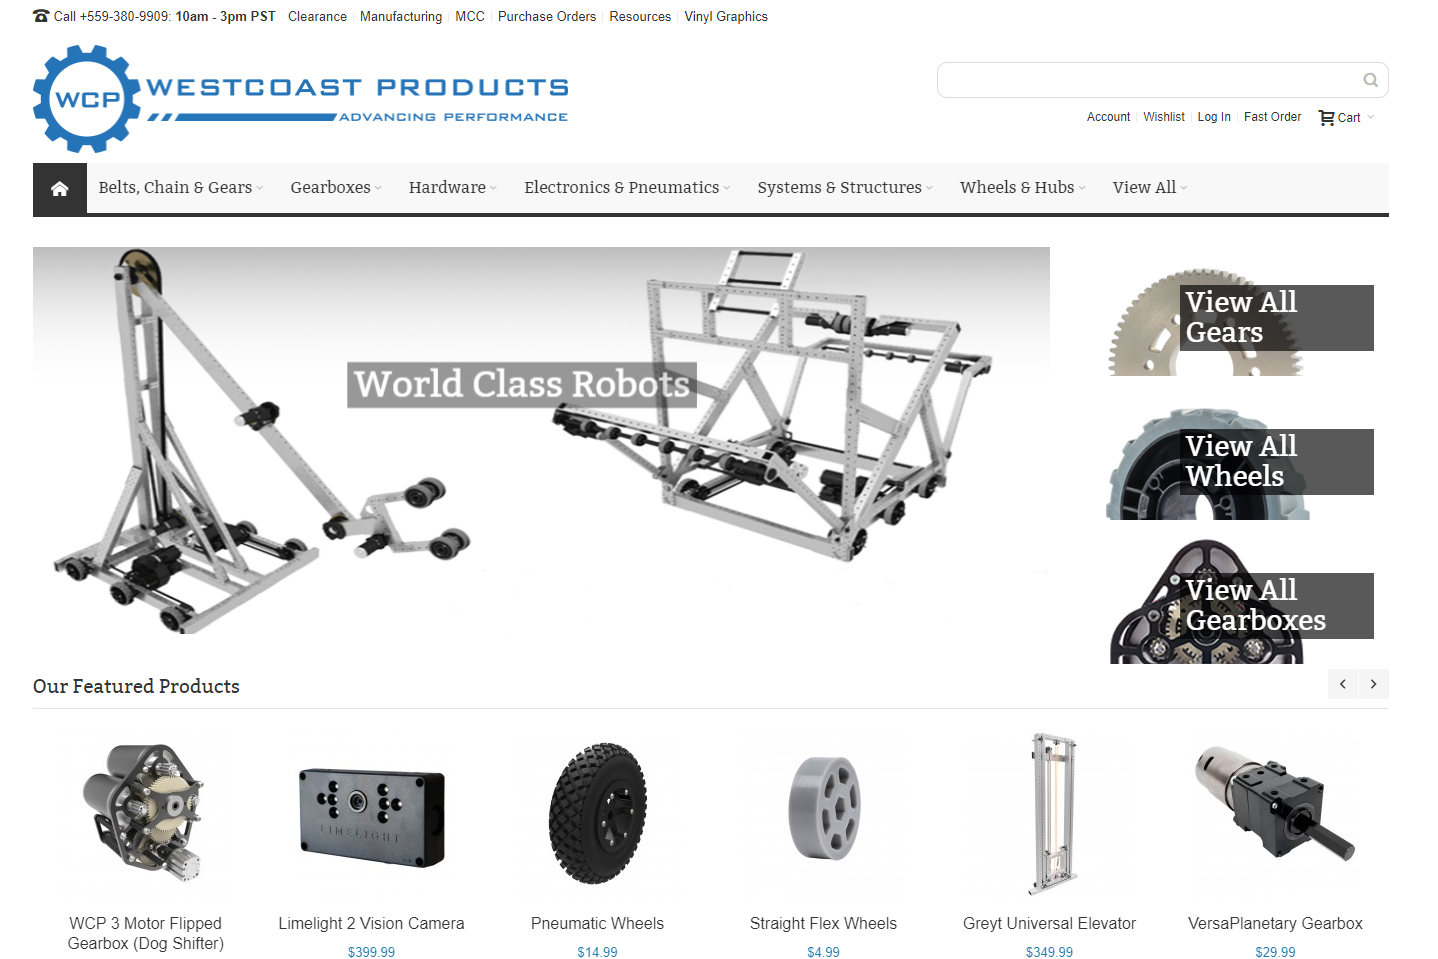 Call +559-380-9909: 10am - 3pm PST Clearance Manufacturing MCC Purchase Orders Resources Vinyl Graphics
WCP WESTCOAST PRODUCTS
ADVANCING PERFORMANCE
Account Wishlist Log In Fast Order Cart
Belts, Chain & Gears Gearboxes Hardware Electronics & Pneumatics Systems & Structures Wheels & Hubs View All
World Class Robots
View All
Gears
View All
Wheels
View All
Gearboxes
Our Featured Products
LIMELIGHT
WCP 3 Motor Flipped
Gearbox (Dog Shifter)
Limelight 2 Vision Camera
$399.99
Pneumatic Wheels
$14.99
Straight Flex Wheels
$4.99
Greyt Universal Elevator
$349.99
VersaPlanetary Gearbox
$29.99